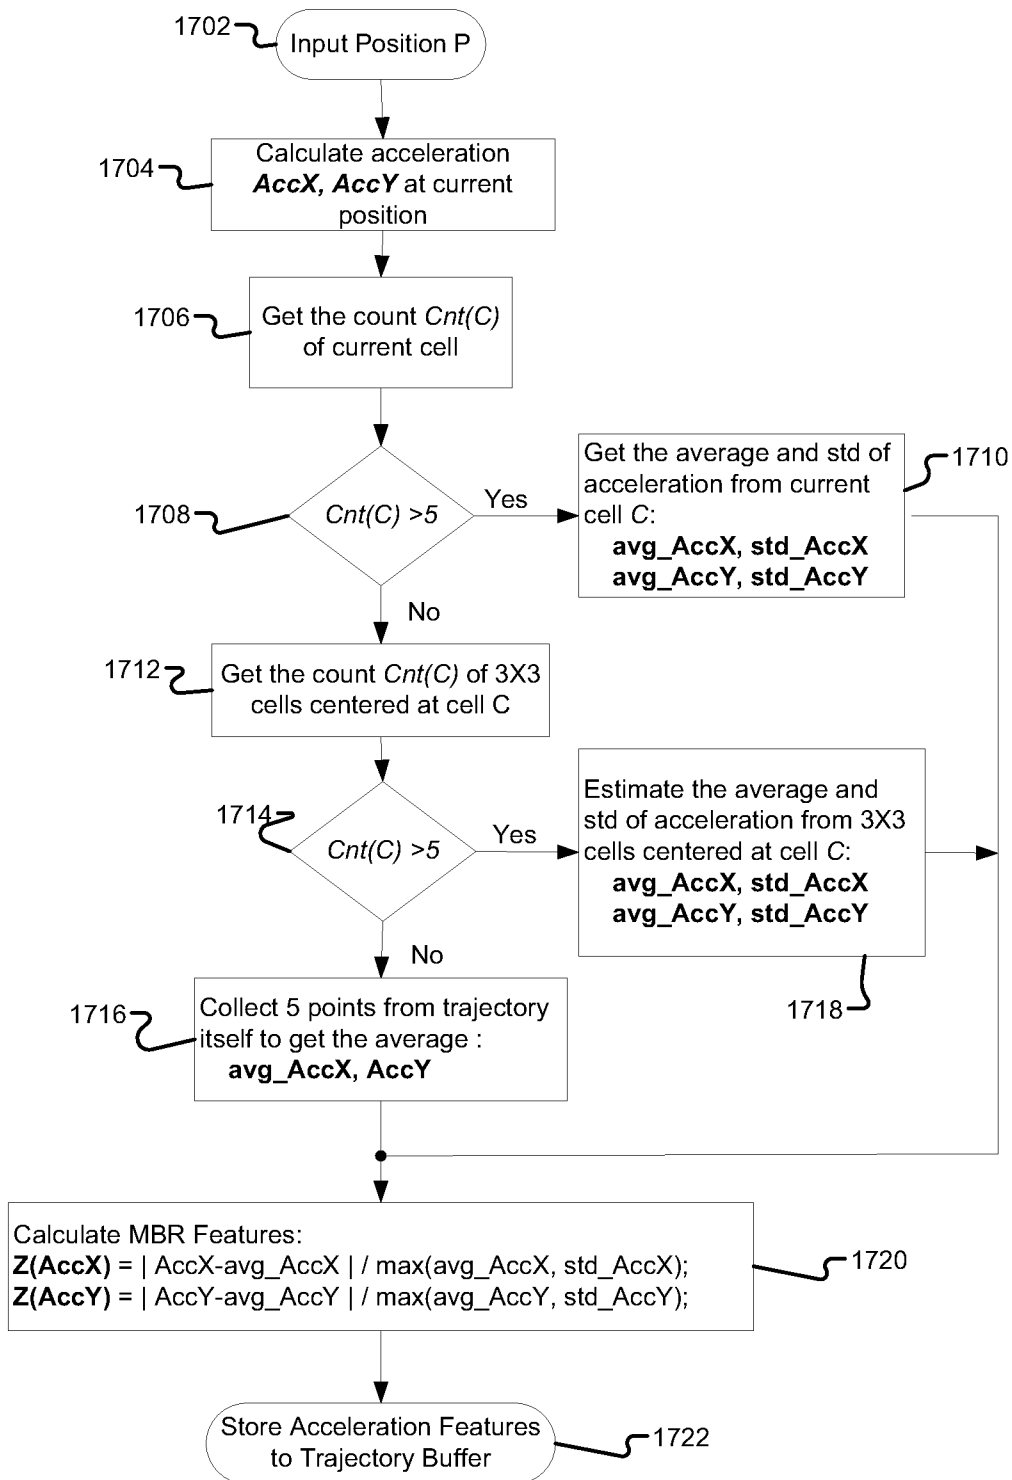 1702
Input Position P
1704
Calculate acceleration
AccX, AccY at current
position
1706
Get the count Cnt(C)
of current cell
1708
Cnt(C) >5
Yes
No
Get the average and std of
acceleration from current
cell C:
avg_AccX, std_AccX
avg_AccY, std_AccY
1710
1712
Get the count Cnt(C) of 3X3
cells centered at cell C
1714
Cnt(C) >5
Yes
No
Estimate the average and
std of acceleration from 3X3
cells centered at cell C:
avg_AccX, std_AccX
avg_AccY, std_AccY
1718
1716
Collect 5 points from trajectory
itself to get the average :
avg_AccX, AccY
Calculate MBR Features:
Z(AccX) = | AccX-avg_AccX | / max(avg_AccX, std_AccX);
Z(AccY) = | AccY-avg_AccY | / max(avg_AccY, std_AccY);
1720
Store Acceleration Features
to Trajectory Buffer
1722